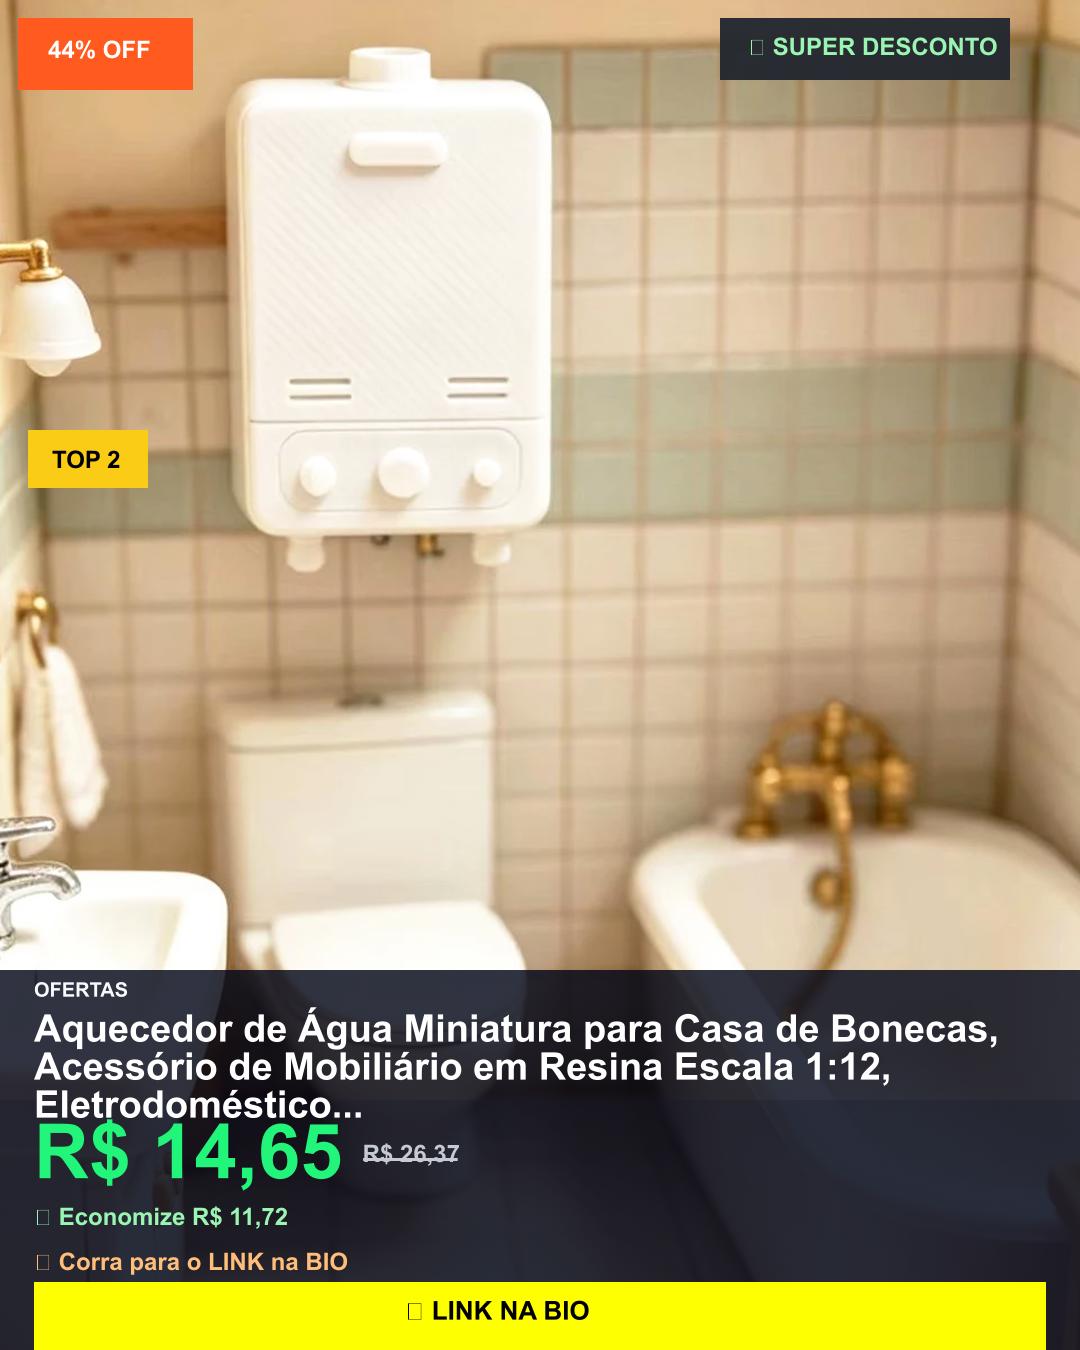 44% OFF
SUPER DESCONTO
TOP 2
OFERTAS
Aquecedor de Água Miniatura para Casa de Bonecas,
Acessório de Mobiliário em Resina Escala 1:12,
Eletrodoméstico...
R$ 14,65 R$ 26,37
Economize R$ 11,72
Corra para o LINK na BIO
LINK NA BIO